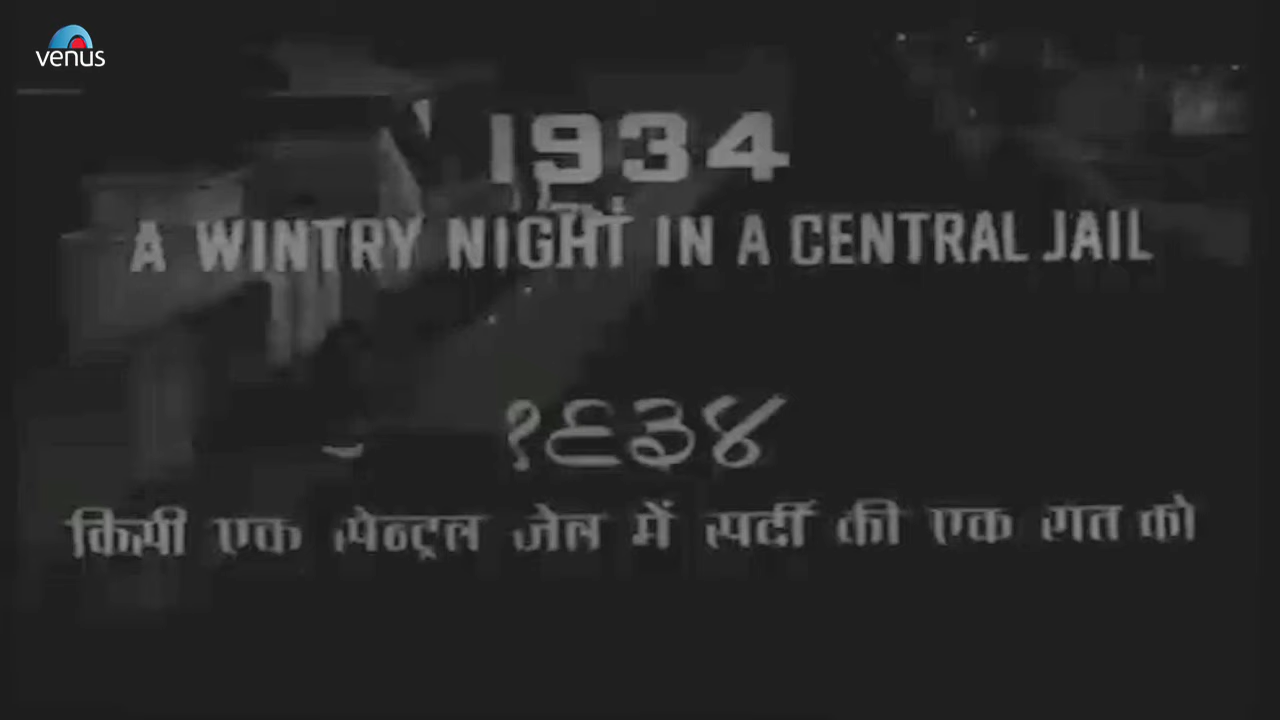 venus
1934
A WINTRY NIGHT IN A CENTRAL JAIL
१९३४
किसी एक सेन्ट्रल जेल में सर्दी की एक रात को